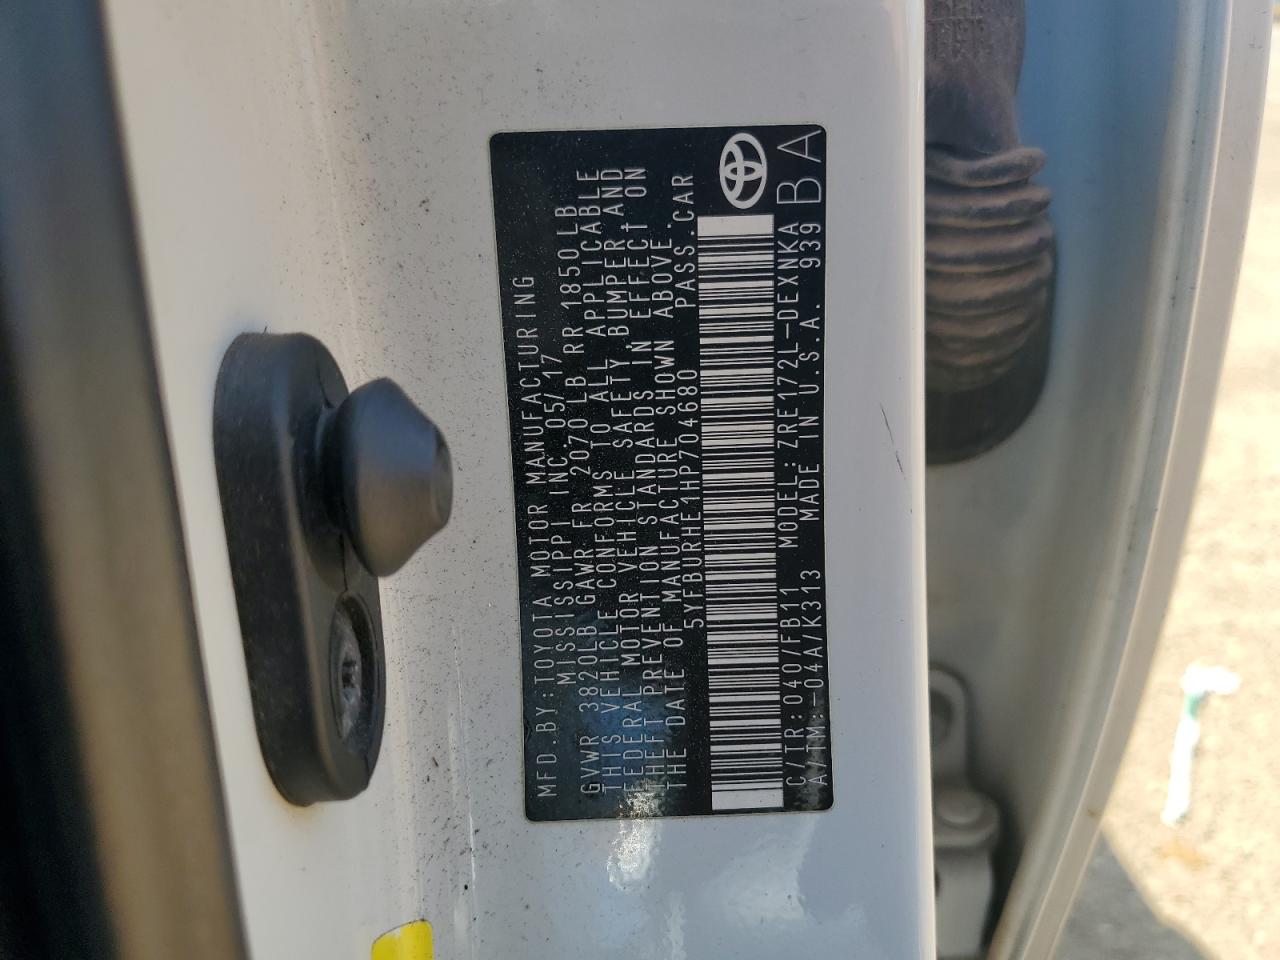 MFD.BY:TOYOTA MOTOR MANUFACTURING
MISSISSIPPI INC. 05/17
GVWR 3820LB GAWR FR 2070LB RR 1850LB
THIS VEHICLE CONFORMS TO ALL APPLICABLE
FEDERAL MOTOR VEHICLE SAFETY,BUMPER,AND
THEFT PREVENTION STANDARDS IN EFFECT ON
THE DATE OF MANUFACTURE SHOWN ABOVE.
5YFBURHE1HP704680 PASS.CAR
C/TR:040/FB11 MODEL:ZRE172L-DEXNKA
A/TM:-04A/K313 MADE IN U.S.A. 939
BA